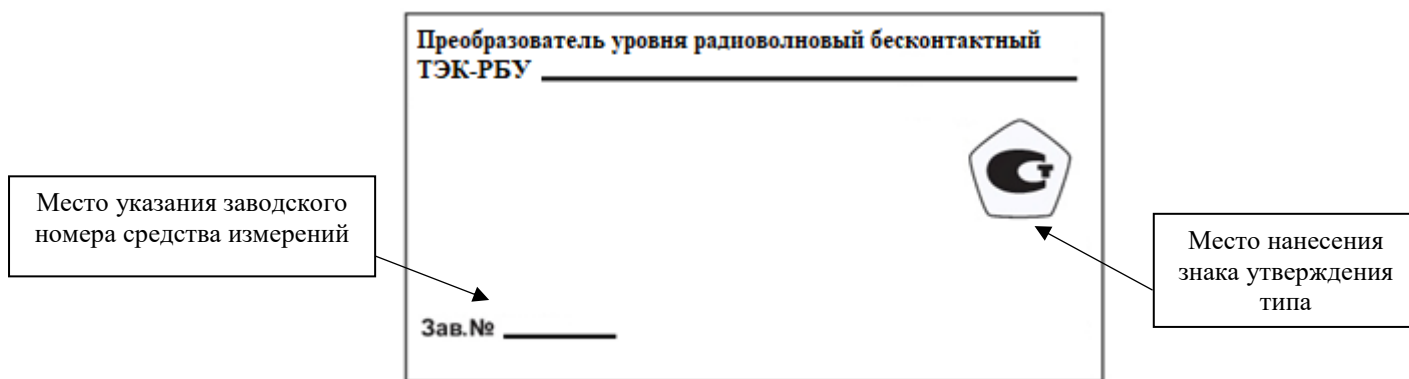 Преобразователь уровня радиоволновый бесконтактный
ТЭК-РБУ
Место указания заводского
номера средства измерений
Место нанесения
знака утверждения
типа
Зав.№